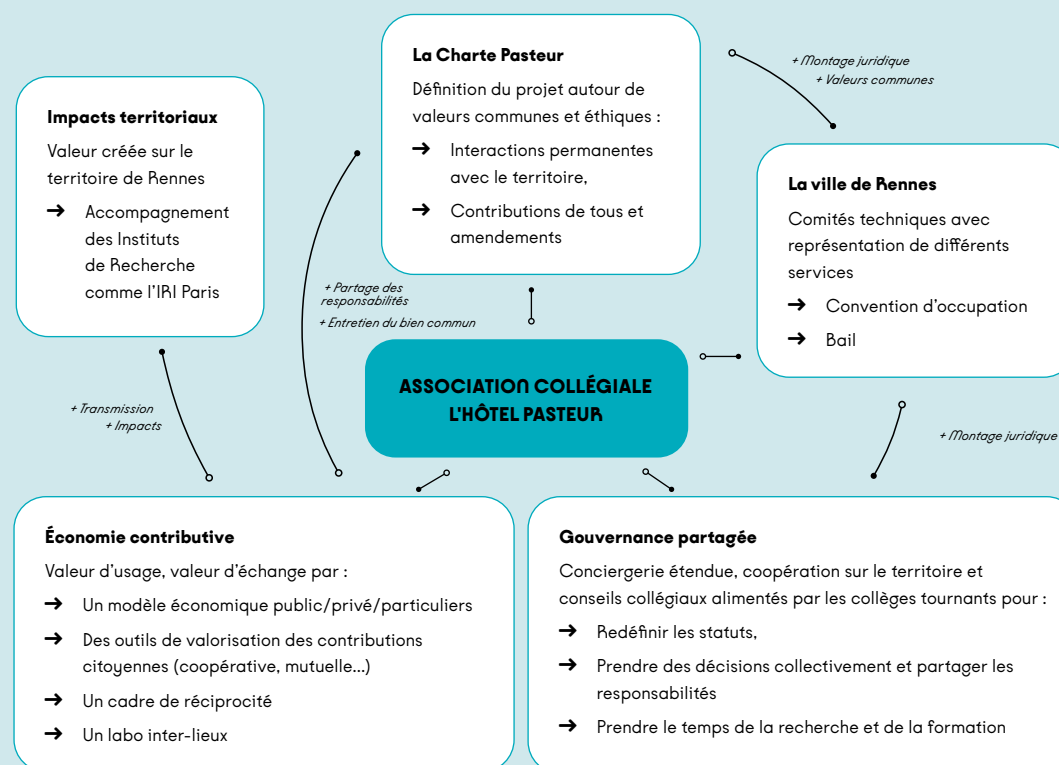 La Charte Pasteur
Définition du projet autour de
valeurs communes et éthiques :
→ Interactions permanentes
avec le territoire,
→ Contributions de tous et
amendements
+ Montage juridique
+ Valeurs communes
Impacts territoriaux
Valeur créée sur le
territoire de Rennes
→ Accompagnement
des Instituts
de Recherche
comme l'IRI Paris
La ville de Rennes
Comités techniques avec
représentation de différents
services
→ Convention d'occupation
→ Bail
+ Partage des
responsabilités
+ Entretien du bien commun
ASSOCIATION COLLÉGIALE
L'HÔTEL PASTEUR
+ Transmission
+ Impacts
+ Montage juridique
Économie contributive
Valeur d'usage, valeur d'échange par :
→ Un modèle économique public/privé/particuliers
→ Des outils de valorisation des contributions
citoyennes (coopérative, mutuelle...)
→ Un cadre de réciprocité
→ Un labo inter-lieux
Gouvernance partagée
Conciergerie étendue, coopération sur le territoire et
conseils collégiaux alimentés par les collèges tournants pour :
→ Redéfinir les statuts,
→ Prendre des décisions collectivement et partager les
responsabilités
→ Prendre le temps de la recherche et de la formation